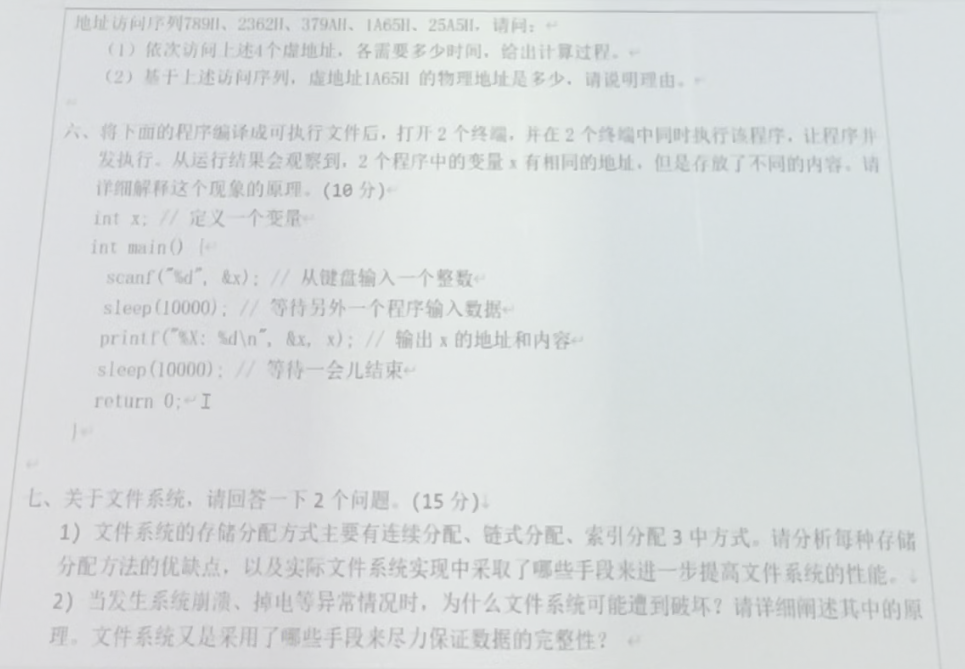 地址访问序列789H、2362H、379AH、1A65H、25A5H，请问：
（1）依次访问上述4个虚地址，各需要多少时间，给出计算过程。
（2）基于上述访问序列，虚地址1A65H 的物理地址是多少，请说明理由。
六、将下面的程序编译成可执行文件后，打开 2 个终端，并在 2 个终端中同时执行该程序，让程序并
发执行。从运行结果会观察到，2 个程序中的变量 x 有相同的地址，但是存放了不同的内容。请
详细解释这个现象的原理。(10 分)
int x; // 定义一个变量
int main() {
scanf("%d", &x); // 从键盘输入一个整数
sleep(10000); // 等待另外一个程序输入数据
printf("%X: %d\n", &x, x); // 输出 x 的地址和内容
sleep(10000); // 等待一会儿结束
return 0;
}
七、关于文件系统，请回答一下 2 个问题。(15 分)
1）文件系统的存储分配方式主要有连续分配、链式分配、索引分配 3 中方式。请分析每种存储
分配方法的优缺点，以及实际文件系统实现中采取了哪些手段来进一步提高文件系统的性能。
2）当发生系统崩溃、掉电等异常情况时，为什么文件系统可能遭到破坏？请详细阐述其中的原
理。文件系统又是采用了哪些手段来尽力保证数据的完整性？